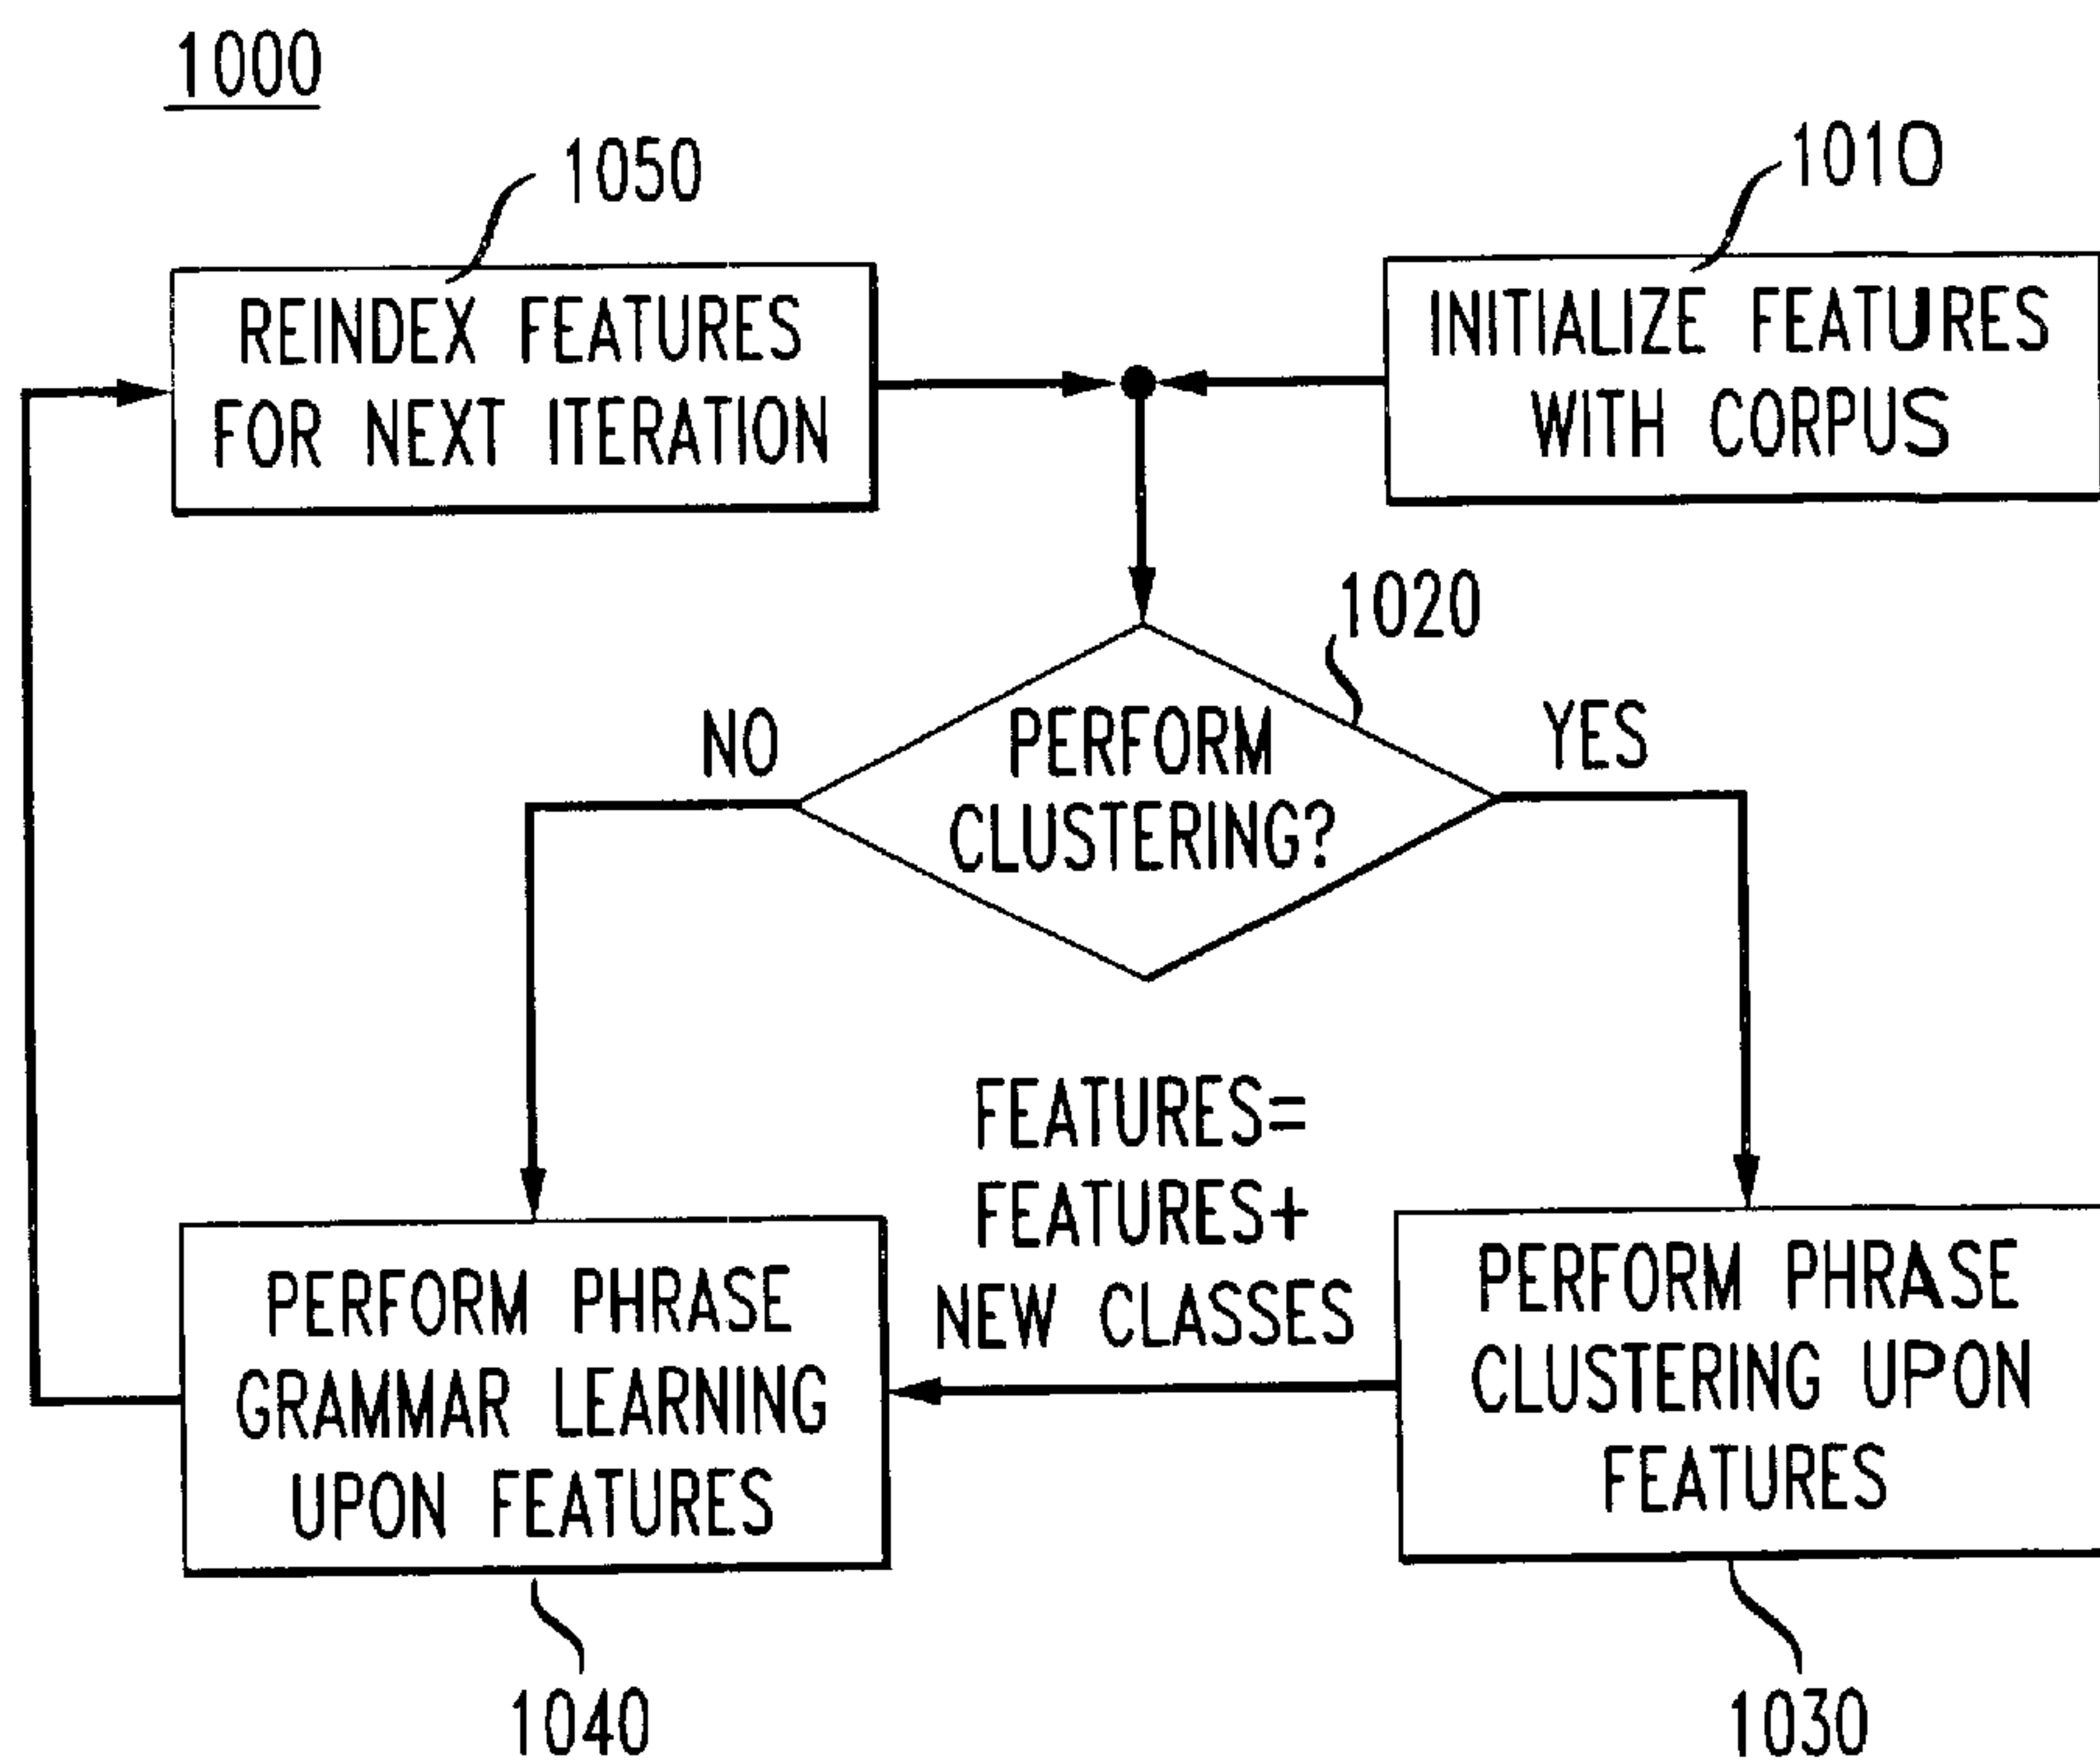 1000
1050
1010
REINDEX FEATURES
FOR NEXT ITERATION
INITIALIZE FEATURES
WITH CORPUS
1020
NO
PERFORM
CLUSTERING?
YES
FEATURES=
FEATURES+
NEW CLASSES
PERFORM PHRASE
GRAMMAR LEARNING
UPON FEATURES
PERFORM PHRASE
CLUSTERING UPON
FEATURES
1040
1030